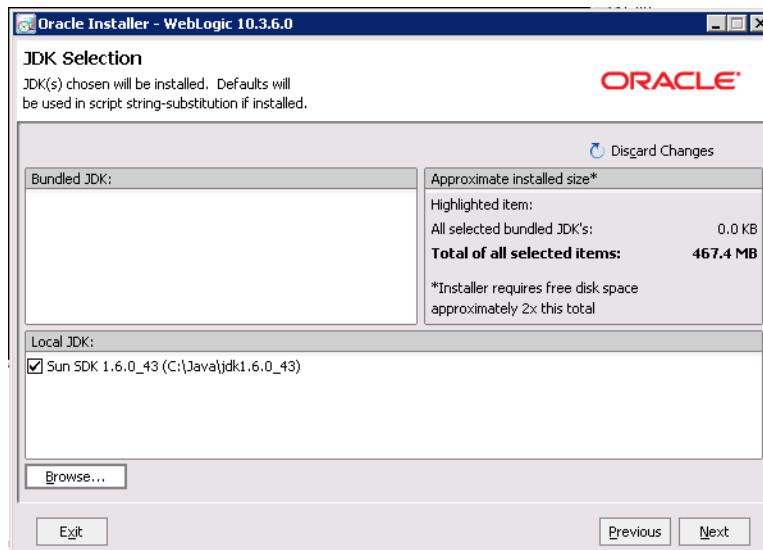 Oracle Installer - WebLogic 10.3.6.0
JDK Selection
JDK(s) chosen will be installed. Defaults will
be used in script string-substitution if installed.
ORACLE
Discard Changes
Bundled JDK:
Approximate installed size*
Highlighted item:
All selected bundled JDK's: 0.0 KB
Total of all selected items: 467.4 MB
*Installer requires free disk space
approximately 2x this total
Local JDK:
Sun SDK 1.6.0_43 (C:\Java\jdk1.6.0_43)
Browse...
Exit
Previous
Next